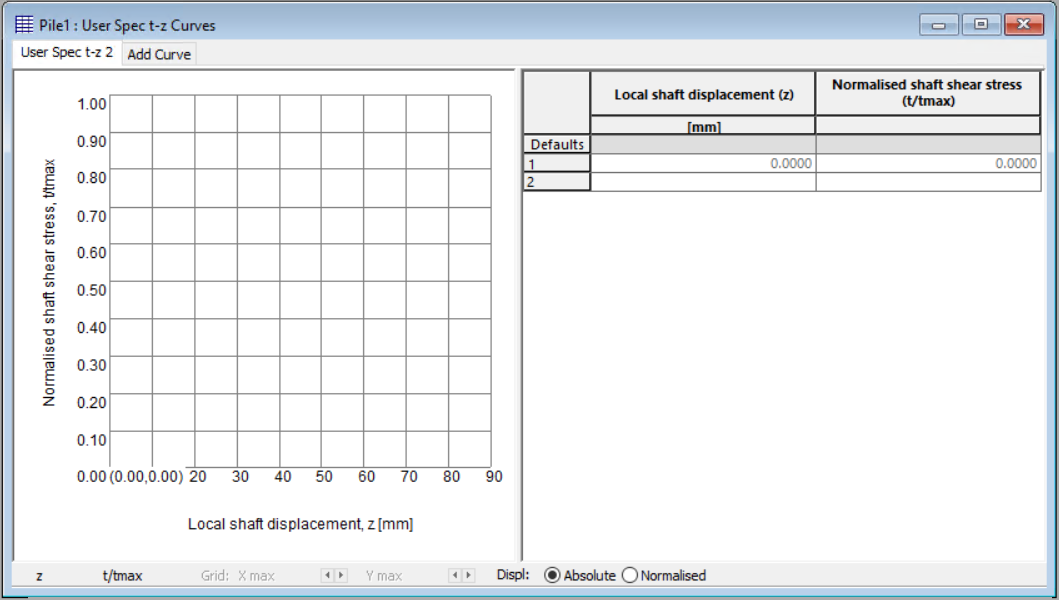 Pile1 : User Spec t-z Curves
User Spec t-z 2 Add Curve
1.00
0.90
0.80
0.70
0.60
0.50
0.40
0.30
0.20
0.10
0.00 (0.00,0.00) 20 30 40 50 60 70 80 90
Normalised shaft shear stress, t/tmax
Local shaft displacement, z [mm]
Local shaft displacement (z) Normalised shaft shear stress
(t/tmax)
[mm]
Defaults
1 0.0000 0.0000
2
z t/tmax Grid: X max Y max Displ: Absolute Normalised